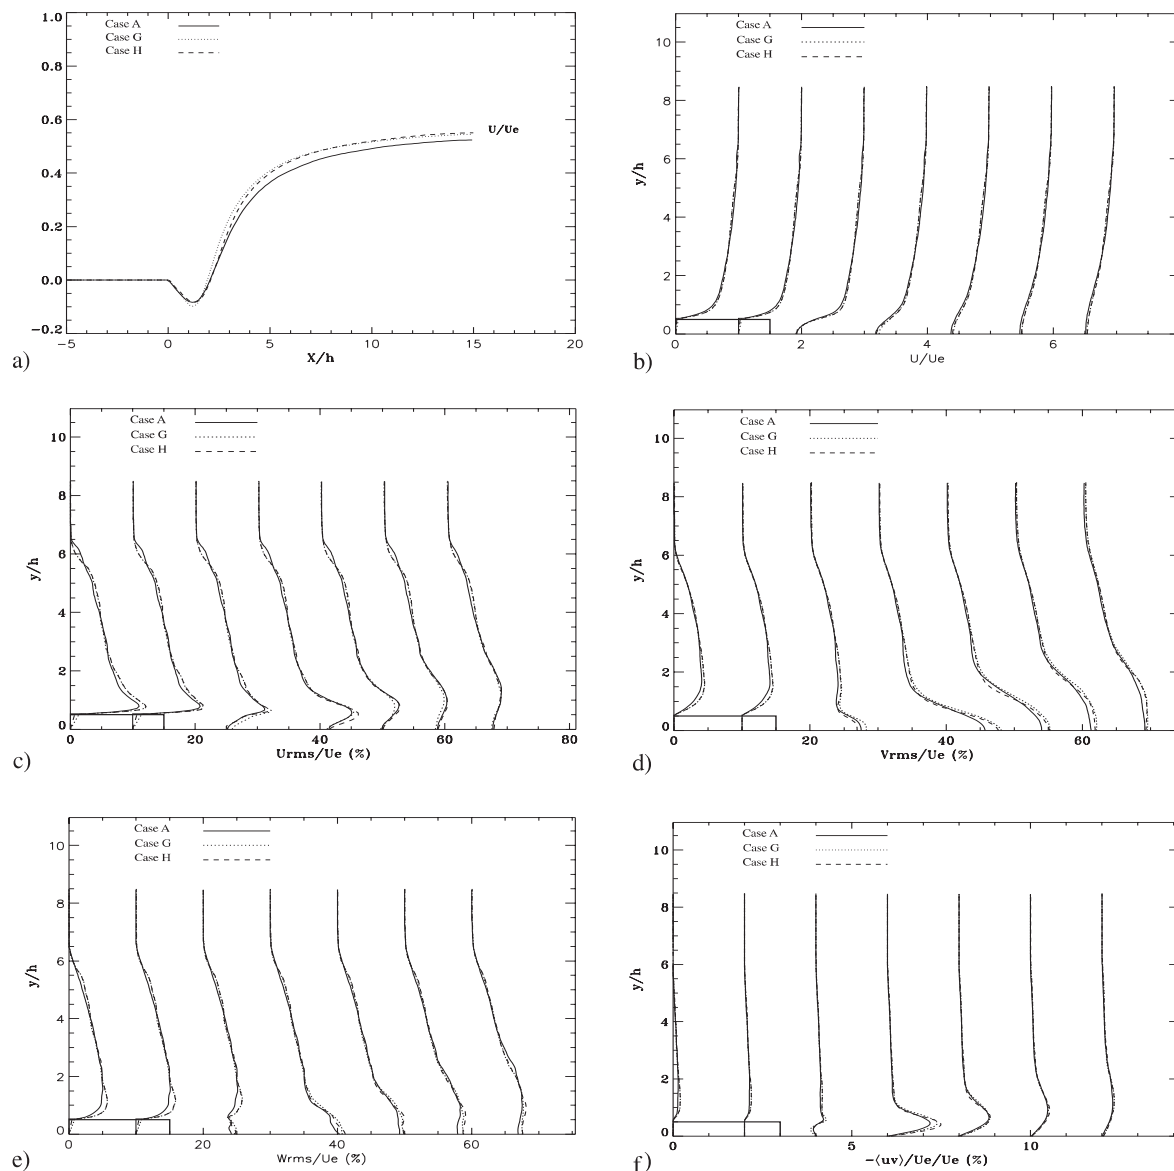 Case A
Case G
Case H
1.0
0.8
0.6
0.4
0.2
0.0
-0.2
U/Ue
-5 0 5 10 15 20
X/h
a)
Case A
Case G
Case H
10
8
6
4
2
0
y/h
0 2 4 6
U/Ue
b)
Case A
Case G
Case H
10
8
6
4
2
0
y/h
0 20 40 60 80
Urms/Ue (%)
c)
Case A
Case G
Case H
10
8
6
4
2
0
y/h
0 20 40 60
Vrms/Ue (%)
d)
Case A
Case G
Case H
10
8
6
4
2
0
y/h
0 20 40 60
Wrms/Ue (%)
e)
Case A
Case G
Case H
10
8
6
4
2
0
y/h
5 10
-⟨uv⟩/Ue/Ue (%)
f)